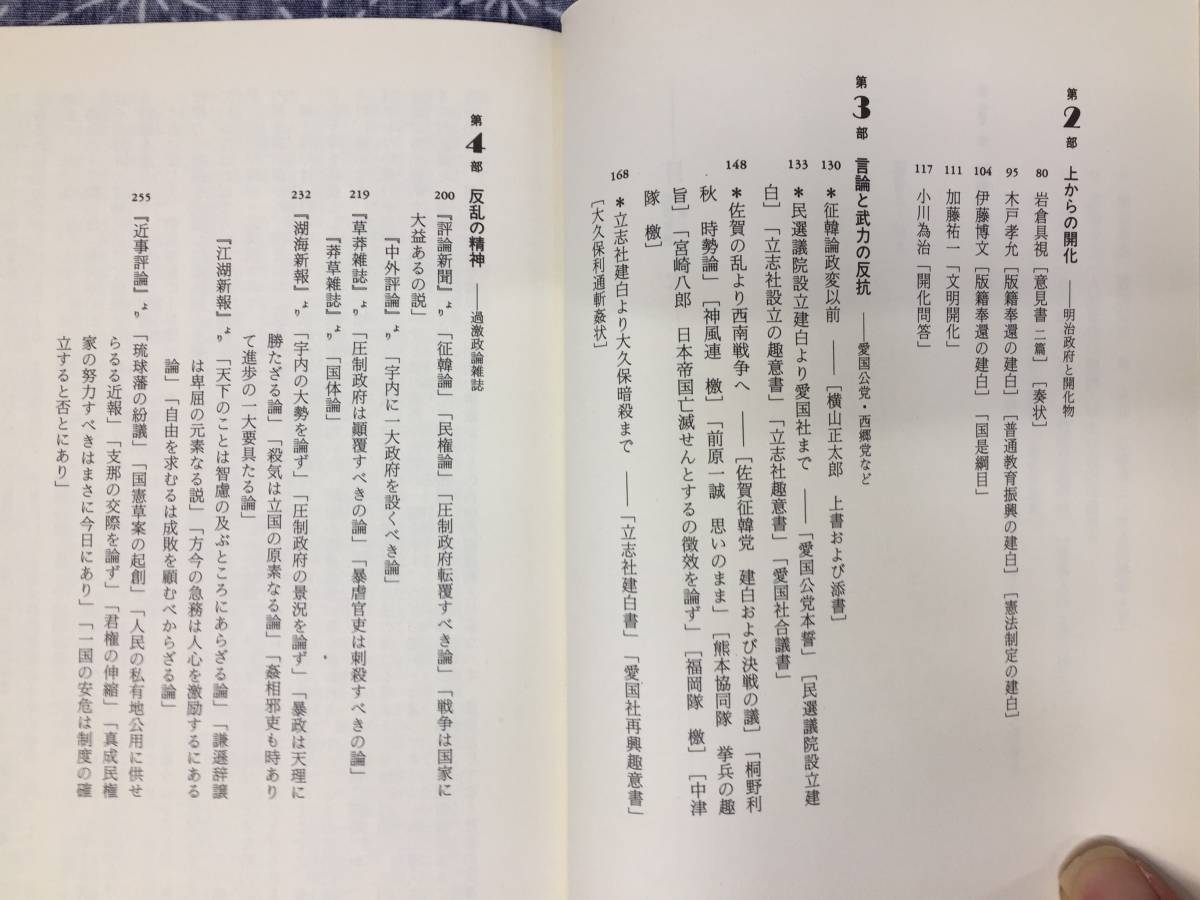 第2部 上からの開化 ――明治政府と開化物
80 岩倉具視［意見書 二篇］［奏状］
95 木戸孝允［版籍奉還の建白］［普通教育振興の建白］［憲法制定の建白］
104 伊藤博文［版籍奉還の建白］「国是綱目」
111 加藤祐一「文明開化」
117 小川為治「開化問答」
第3部 言論と武力の反抗 ――愛国公党・西郷党など
130 ＊征韓論政変以前 ――［横山正太郎 上書および添書］
133 ＊民選議院設立建白より愛国社まで ――「愛国公党本誓」［民選議院設立建
白］「立志社設立の趣意書」「立志社趣意書」「愛国社合議書」
148 ＊佐賀の乱より西南戦争へ ――［佐賀征韓党 建白および決戦の議］「桐野利
秋 時勢論」［神風連 檄］「前原一誠 思いのまま」［熊本協同隊 挙兵の趣
旨］「宮崎八郎 日本帝国亡滅せんとするの徴効を論ず」［福岡隊 檄］［中津
隊 檄］
168 ＊立志社建白より大久保暗殺まで ――「立志社建白書」「愛国社再興趣意書」
［大久保利通斬姦状］
第4部 反乱の精神 ――過激政論雑誌
200 『評論新聞』より 「征韓論」「民権論」「圧制政府転覆すべき論」「戦争は国家に
大益あるの説」
『中外評論』より 「宇内に一大政府を設くべき論」
219 『草莽雑誌』より 「圧制政府は顚覆すべきの論」「暴虐官吏は刺殺すべきの論」
『莽草雑誌』より 「国体論」
232 『湖海新報』より 「宇内の大勢を論ず」「圧制政府の景況を論ず」「暴政は天理に
勝たざる論」「殺気は立国の原素なる論」「姦相邪吏も時あり
て進歩の一大要具たる論」
『江湖新報』より 「天下のことは智慮の及ぶところにあらざる論」「謙遜辞譲
は卑屈の元素なる説」「方今の急務は人心を激励するにある
論」「自由を求むるは成敗を顧むべからざる論」
255 『近事評論』より 「琉球藩の紛議」「国憲草案の起創」「人民の私有地公用に供せ
らるる近報」「支那の交際を論ず」「君権の伸縮」「真成民権
家の努力すべきはまさに今日にあり」「一国の安危は制度の確
立すると否とにあり」